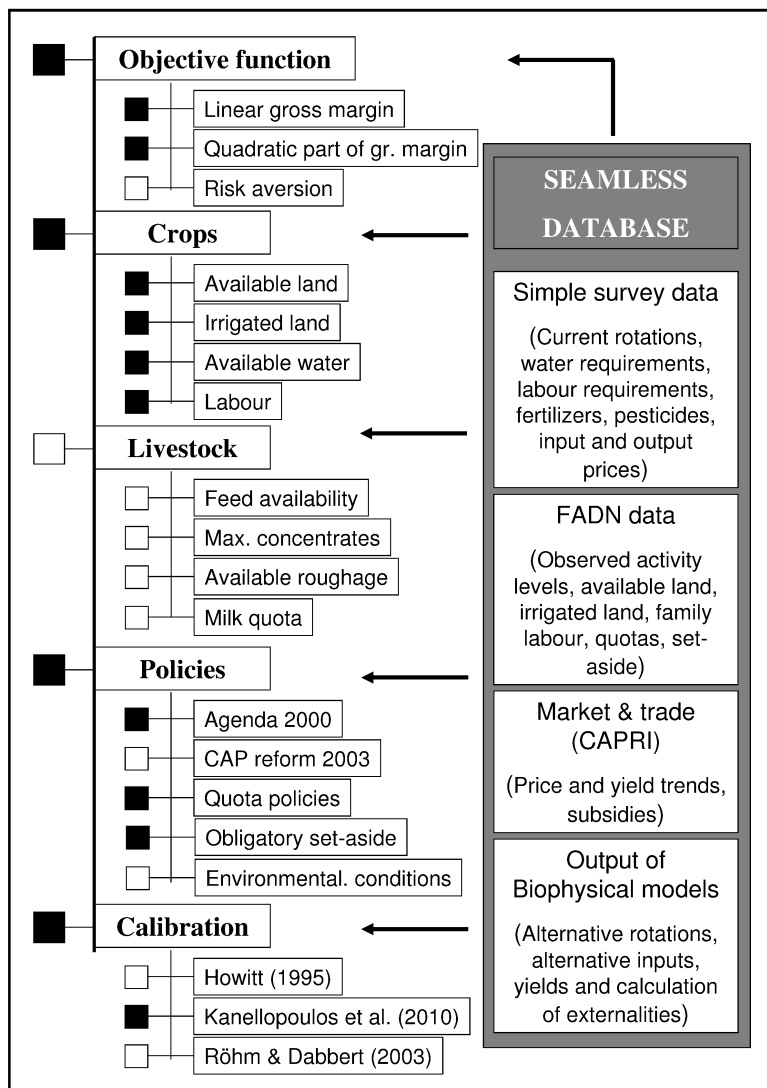 Objective function
Linear gross margin
Quadratic part of gr. margin
Risk aversion
Crops
Available land
Irrigated land
Available water
Labour
Livestock
Feed availability
Max. concentrates
Available roughage
Milk quota
Policies
Agenda 2000
CAP reform 2003
Quota policies
Obligatory set-aside
Environmental. conditions
Calibration
Howitt (1995)
Kanellopoulos et al. (2010)
Röhm & Dabbert (2003)
SEAMLESS
DATABASE
Simple survey data
(Current rotations,
water requirements,
labour requirements,
fertilizers, pesticides,
input and output
prices)
FADN data
(Observed activity
levels, available land,
irrigated land, family
labour, quotas, set-
aside)
Market & trade
(CAPRI)
(Price and yield trends,
subsidies)
Output of
Biophysical models
(Alternative rotations,
alternative inputs,
yields and calculation
of externalities)